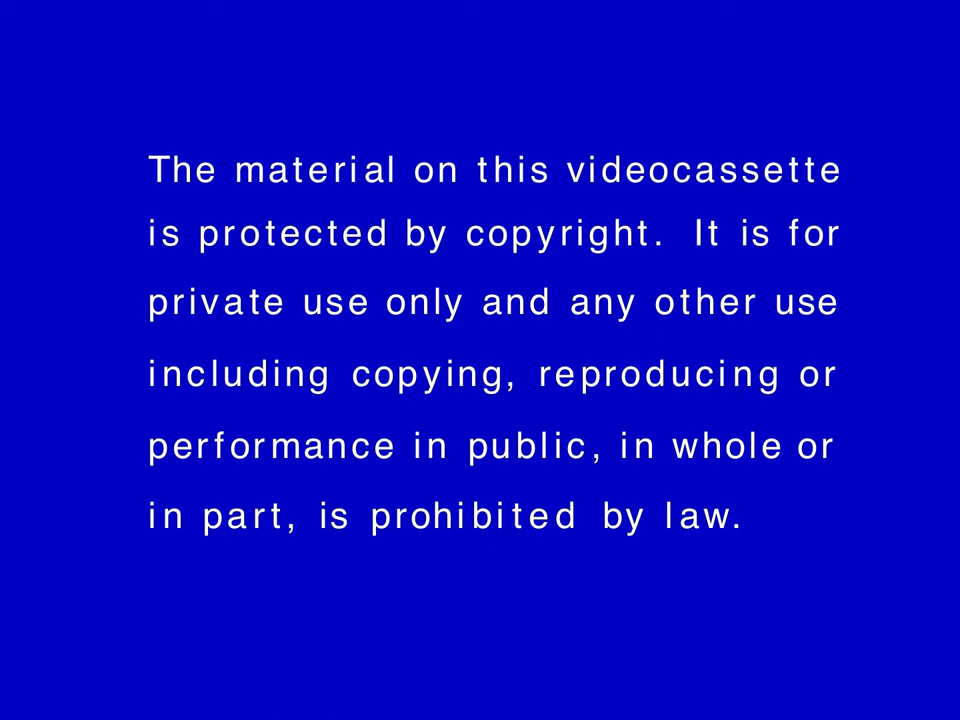 The material on this videocassette
is protected by copyright. It is for
private use only and any other use
including copying, reproducing or
performance in public, in whole or
in part, is prohibited by law.